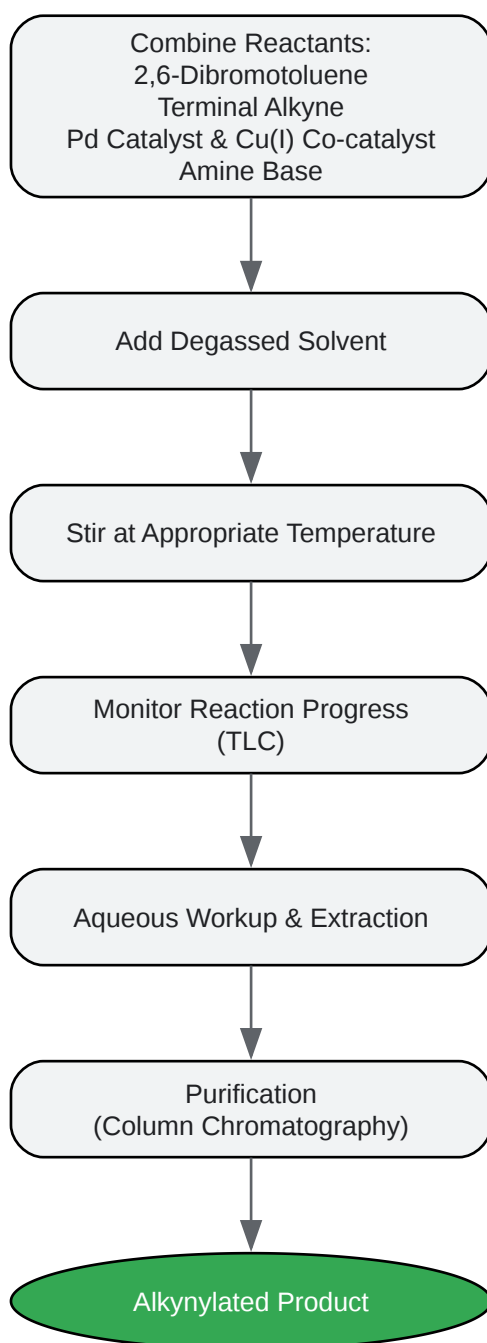 Combine Reactants:
2,6-Dibromotoluene
Terminal Alkyne
Pd Catalyst & Cu(I) Co-catalyst
Amine Base
Add Degassed Solvent
Stir at Appropriate Temperature
Monitor Reaction Progress
(TLC)
Aqueous Workup & Extraction
Purification
(Column Chromatography)
Alkynylated Product